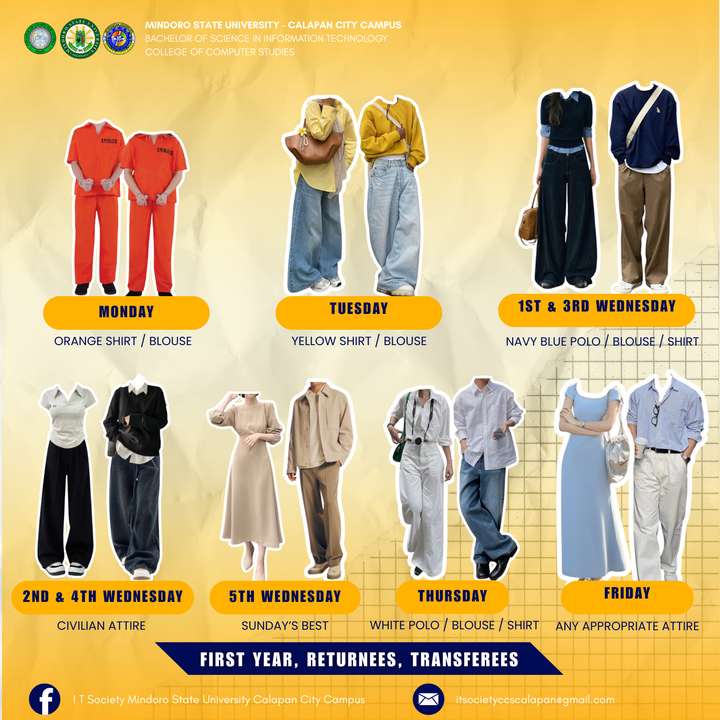 MINDORO STATE UNIVERSITY - CALAPAN CITY CAMPUS
BACHELOR OF SCIENCE IN INFORMATION TECHNOLOGY
COLLEGE OF COMPUTER STUDIES
MONDAY
ORANGE SHIRT / BLOUSE
TUESDAY
YELLOW SHIRT / BLOUSE
1ST & 3RD WEDNESDAY
NAVY BLUE POLO / BLOUSE / SHIRT
2ND & 4TH WEDNESDAY
CIVILIAN ATTIRE
5TH WEDNESDAY
SUNDAY'S BEST
THURSDAY
WHITE POLO / BLOUSE / SHIRT
FRIDAY
ANY APPROPRIATE ATTIRE
FIRST YEAR, RETURNEES, TRANSFEREES
I T Society Mindoro State University Calapan City Campus
itsocietyccscalapan@gmail.com